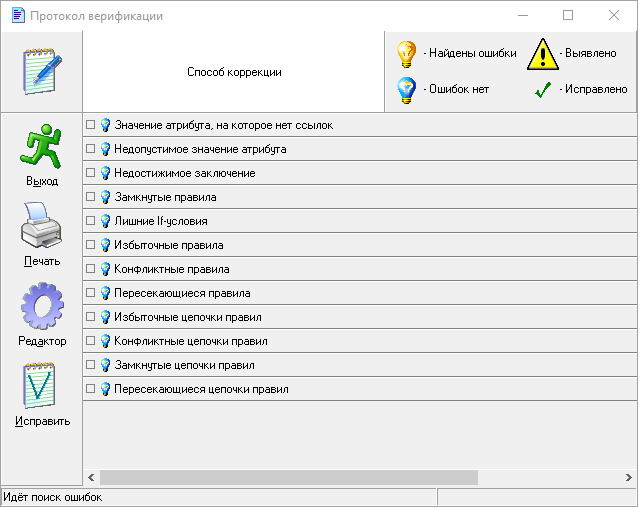 Протокол верификации
Способ коррекции
- Найдены ошибки
- Выявлено
- Ошибок нет
- Исправлено
Выход
Печать
Редактор
Исправить
Значение атрибута, на которое нет ссылок
Недопустимое значение атрибута
Недостижимое заключение
Замкнутые правила
Лишние If-условия
Избыточные правила
Конфликтные правила
Пересекающиеся правила
Избыточные цепочки правил
Конфликтные цепочки правил
Замкнутые цепочки правил
Пересекающиеся цепочки правил
Идёт поиск ошибок